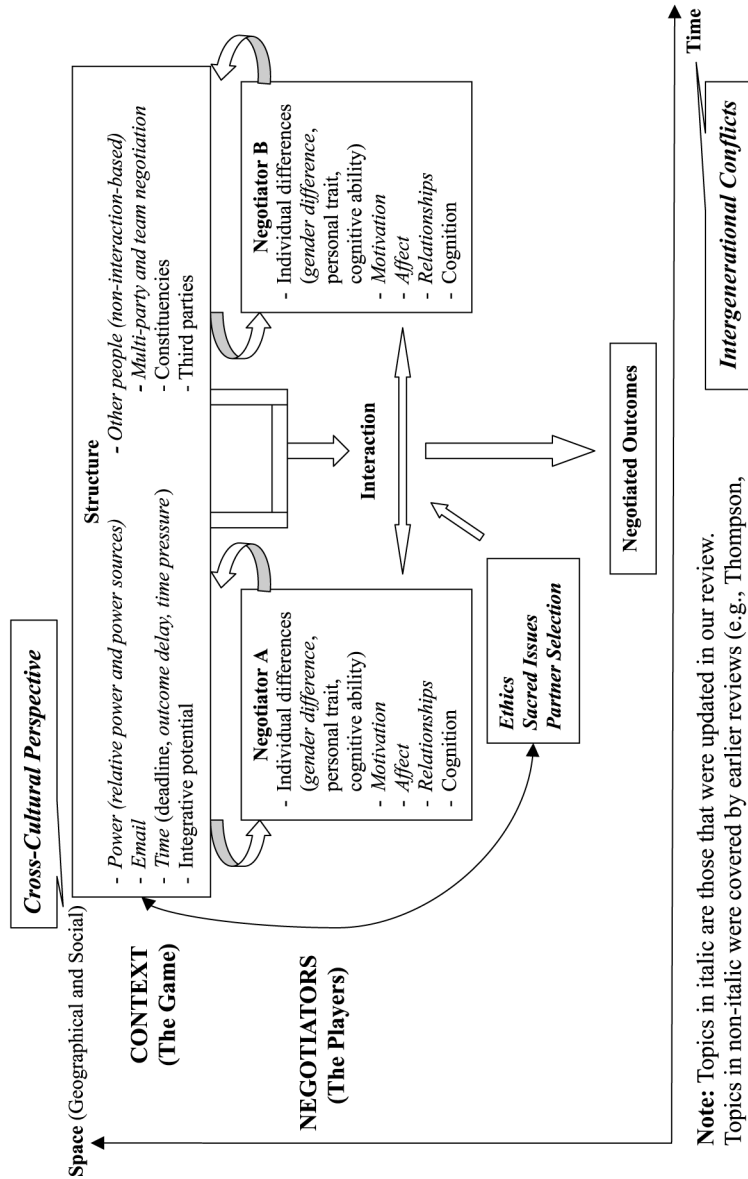 Cross-Cultural Perspective
Space (Geographical and Social)
CONTEXT
(The Game)
Structure
- Power (relative power and power sources)
- Email
- Time (deadline, outcome delay, time pressure )
- Integrative potential
- Other people (non-interaction-based)
- Multi-party and team negotiation
- Constituencies
- Third parties
NEGOTIATORS
(The Players)
Negotiator A
- Individual differences
(gender difference,
personal trait,
cognitive ability)
- Motivation
- Affect
- Relationships
- Cognition
Interaction
Negotiator B
- Individual differences
(gender difference,
personal trait,
cognitive ability)
- Motivation
- Affect
- Relationships
- Cognition
Ethics
Sacred Issues
Partner Selection
Negotiated Outcomes
Time
Intergenerational Conflicts
Note: Topics in italic are those that were updated in our review.
Topics in non-italic were covered by earlier reviews (e.g., Thompson,